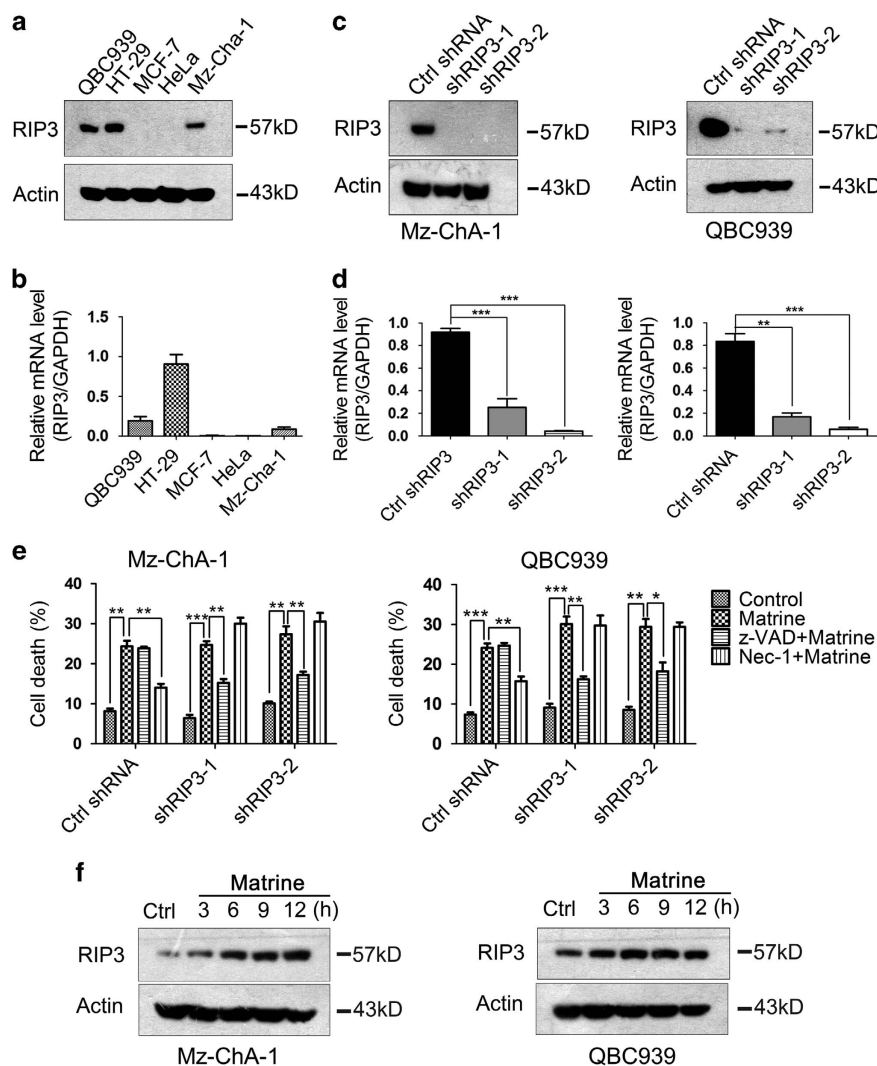 a
QBC939
HT-29
MCF-7
HeLa
Mz-Cha-1
RIP3
57kD
Actin
43kD
c
Ctrl shRNA
shRIP3-1
shRIP3-2
RIP3
57kD
Actin
43kD
Mz-ChA-1
Ctrl shRNA
shRIP3-1
shRIP3-2
RIP3
57kD
Actin
43kD
QBC939
b
Relative mRNA level
(RIP3/GAPDH)
1.5
1.0
0.5
0.0
QBC939
HT-29
MCF-7
HeLa
Mz-Cha-1
d
Relative mRNA level
(RIP3/GAPDH)
1.0
0.8
0.6
0.4
0.2
0.0
***
***
Ctrl shRIP3
shRIP3-1
shRIP3-2
Relative mRNA level
(RIP3/GAPDH)
1.0
0.8
0.6
0.4
0.2
0.0
***
**
Ctrl shRNA
shRIP3-1
shRIP3-2
e
Mz-ChA-1
Cell death (%)
40
30
20
10
0
** **
*** **
** **
Ctrl shRNA
shRIP3-1
shRIP3-2
QBC939
Cell death (%)
40
30
20
10
0
*** **
*** **
** *
Ctrl shRNA
shRIP3-1
shRIP3-2
Control
Matrine
z-VAD+Matrine
Nec-1+Matrine
f
Matrine
Ctrl 3 6 9 12 (h)
RIP3
57kD
Actin
43kD
Mz-ChA-1
Matrine
Ctrl 3 6 9 12 (h)
RIP3
57kD
Actin
43kD
QBC939